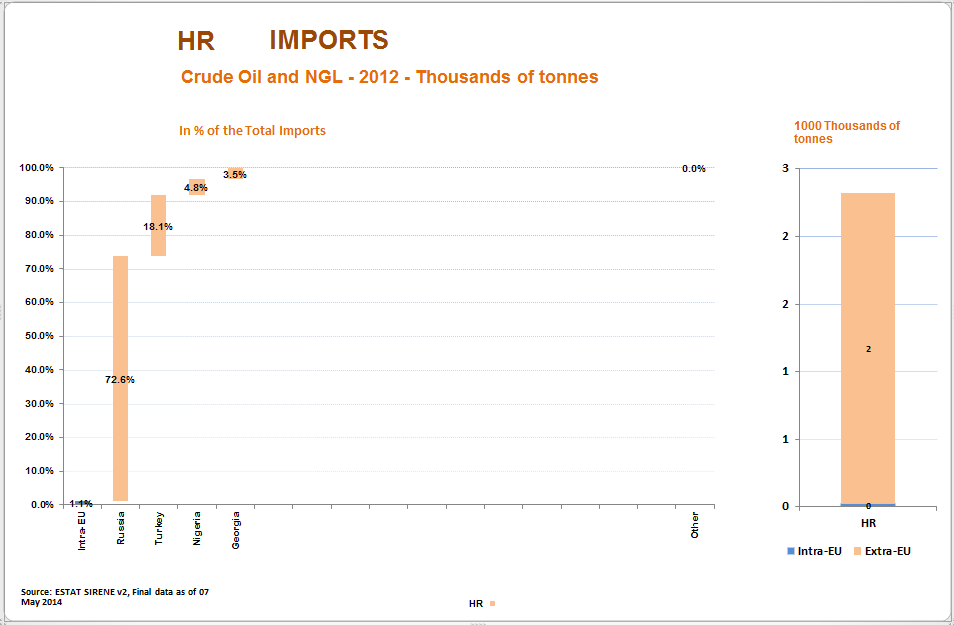 HR IMPORTS
Crude Oil and NGL - 2012 - Thousands of tonnes
In % of the Total Imports
1000 Thousands of
tonnes
100.0%
90.0%
80.0%
70.0%
60.0%
50.0%
40.0%
30.0%
20.0%
10.0%
0.0%
1.1%
72.6%
18.1%
4.8%
3.5%
0.0%
Intra-EU
Russia
Turkey
Nigeria
Georgia
Other
3
2
2
1
1
0
2
0
HR
Intra-EU Extra-EU
Source: ESTAT SIRENE v2, Final data as of 07
May 2014
HR